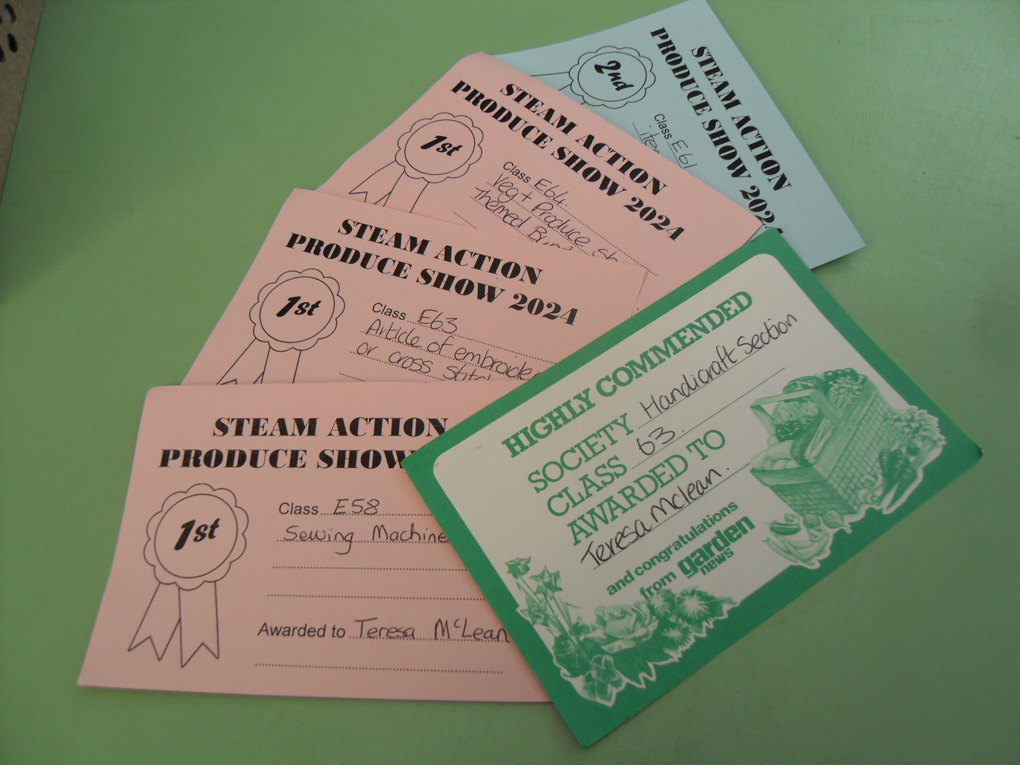 2nd
STEAM ACTION
PRODUCE SHOW 2024
Class E61
1st
STEAM ACTION
PRODUCE SHOW 2024
Class E64
Veg + Produce
Themed
1st
STEAM ACTION
PRODUCE SHOW 2024
Class E63
Article of
or cross
1st
STEAM ACTION
PRODUCE SHOW
Class E58
Sewing Machine
Awarded to Teresa McLean
HIGHLY COMMENDED
SOCIETY Handicraft Section
CLASS 63.
AWARDED TO
Teresa Mclean.
and congratulations
from garden
news